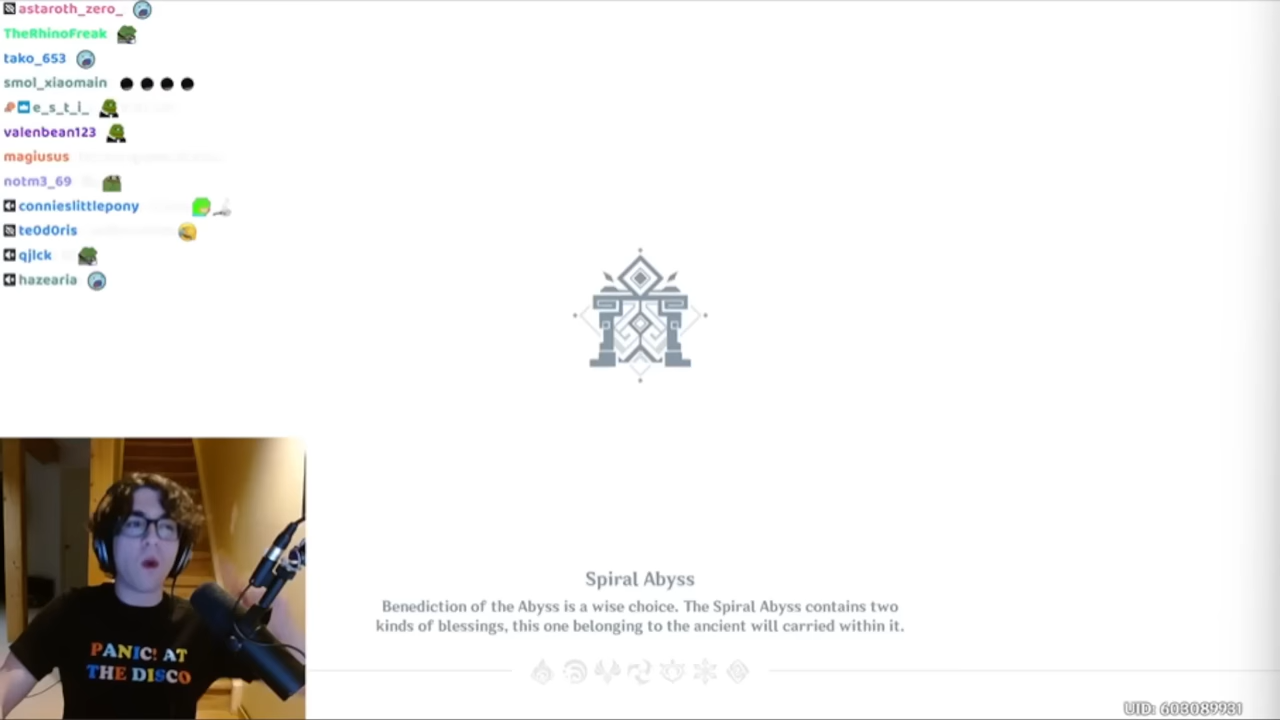 astaroth_zero_
TheRhinoFreak
tako_653
smol_xiaomain
e_s_t_i_
valenbean123
magiusus
notm3_69
connieslittlepony
te0d0ris
qjlck
hazearia
PANIC! AT
THE DISCO
Spiral Abyss
Benediction of the Abyss is a wise choice. The Spiral Abyss contains two
kinds of blessings, this one belonging to the ancient will carried within it.
UID: 603089931